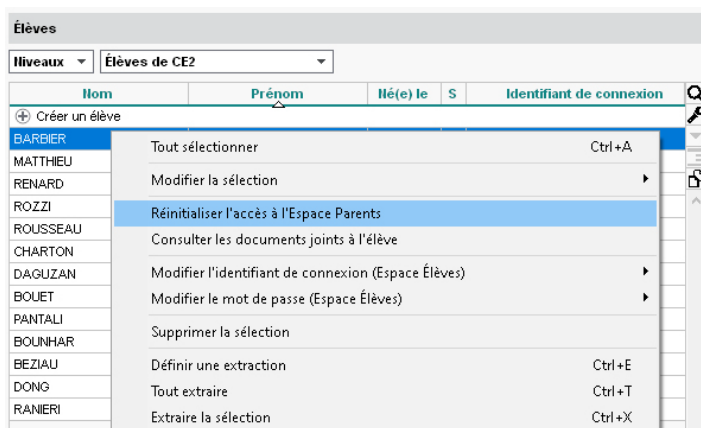 Élèves
Niveaux Élèves de CE2
Nom Prénom Né(e) le S Identifiant de connexion
Créer un élève
BARBIER
Tout sélectionner Ctrl+A
MATTHIEU
Modifier la sélection
RENARD
ROZZI
Réinitialiser l'accès à l'Espace Parents
ROUSSEAU
Consulter les documents joints à l'élève
CHARTON
DAGUZAN
Modifier l'identifiant de connexion (Espace Élèves)
BOUET
Modifier le mot de passe (Espace Élèves)
PANTALI
BOUNHAR
Supprimer la sélection
BEZIAU
Définir une extraction Ctrl+E
DONG
Tout extraire Ctrl+T
RANIERI
Extraire la sélection Ctrl+X